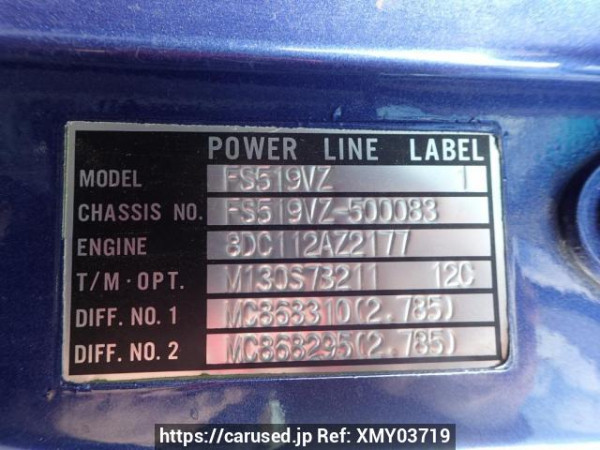 POWER LINE LABEL
MODEL FS519VZ 1
CHASSIS NO. FS519VZ-500083
ENGINE 8DC112AZ2177
T/M·OPT. M130S73211 12C
DIFF. NO. 1 MC868310(2.785)
DIFF. NO. 2 MC868295(2.785)
https://carused.jp Ref: XMY03719